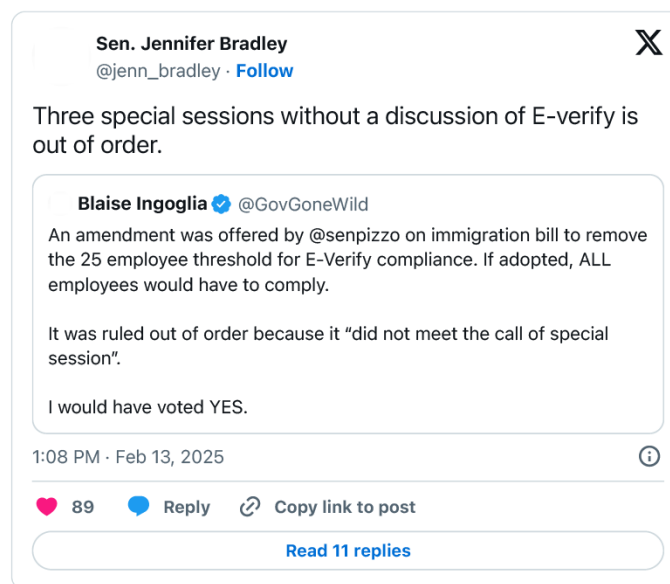 Sen. Jennifer Bradley
@jenn_bradley · Follow
Three special sessions without a discussion of E-verify is
out of order.
Blaise Ingoglia @GovGoneWild
An amendment was offered by @senpizzo on immigration bill to remove
the 25 employee threshold for E-Verify compliance. If adopted, ALL
employees would have to comply.
It was ruled out of order because it “did not meet the call of special
session”.
I would have voted YES.
1:08 PM · Feb 13, 2025
89 Reply Copy link to post
Read 11 replies